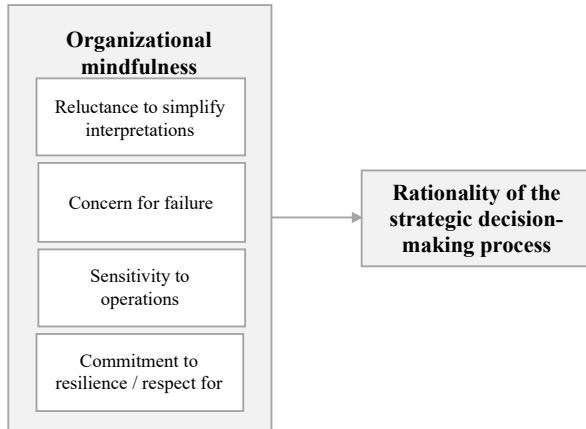 Organizational
mindfulness
Reluctance to simplify
interpretations
Concern for failure
Sensitivity to
operations
Commitment to
resilience / respect for
Rationality of the
strategic decision-
making process